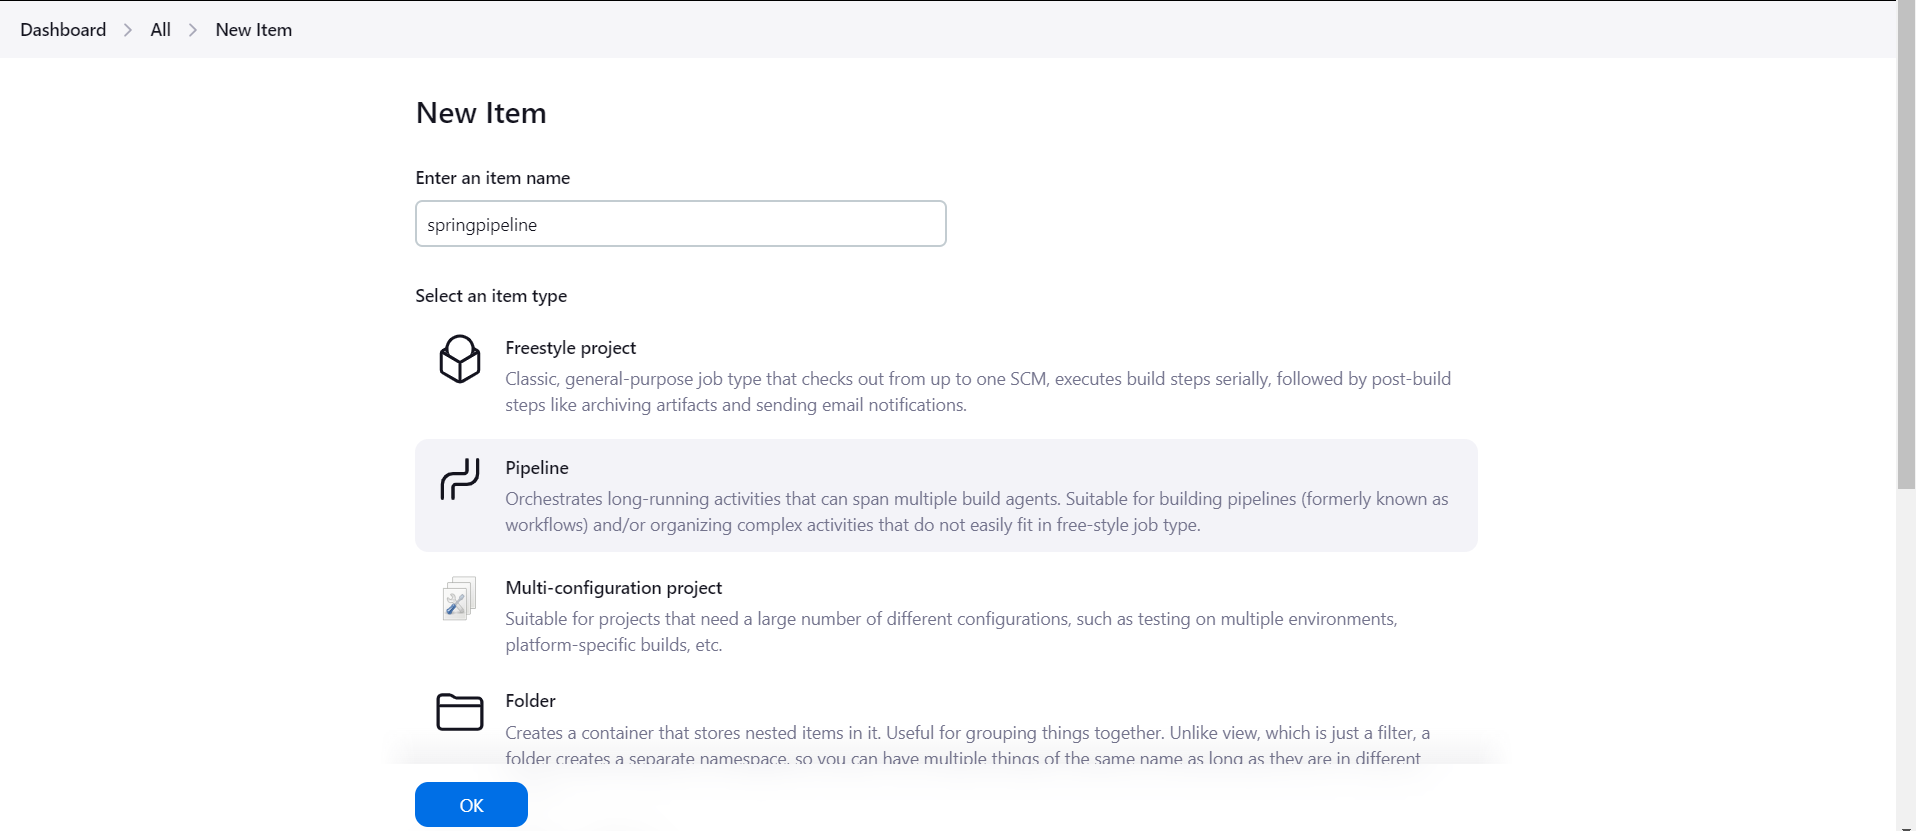 Dashboard > All > New Item
New Item
Enter an item name
springpipeline
Select an item type
Freestyle project
Classic, general-purpose job type that checks out from up to one SCM, executes build steps serially, followed by post-build
steps like archiving artifacts and sending email notifications.
Pipeline
Orchestrates long-running activities that can span multiple build agents. Suitable for building pipelines (formerly known as
workflows) and/or organizing complex activities that do not easily fit in free-style job type.
Multi-configuration project
Suitable for projects that need a large number of different configurations, such as testing on multiple environments,
platform-specific builds, etc.
Folder
Creates a container that stores nested items in it. Useful for grouping things together. Unlike view, which is just a filter, a
folder creates a separate namespace, so you can have multiple things of the same name as long as they are in different
OK